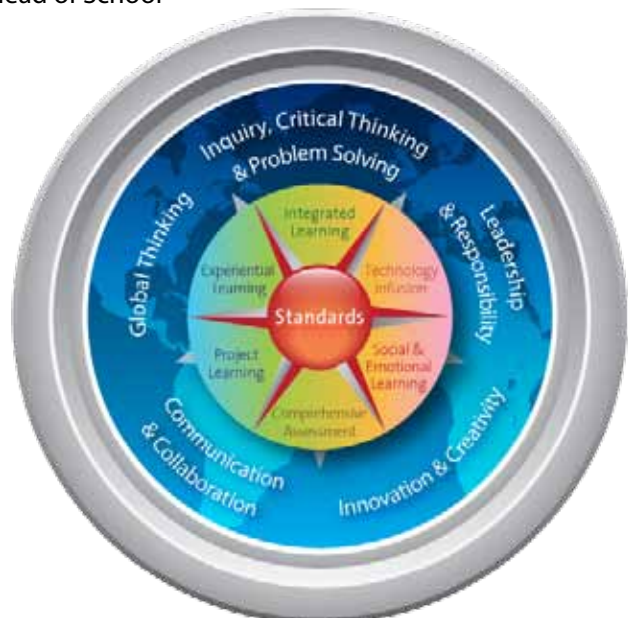 ead of School
Inquiry, Critical Thinking
& Problem Solving
Global Thinking
Leadership
& Responsibility
Integrated
Learning
Experiential
Learning
Technology
Infusion
Standards
Project
Learning
Social &
Emotional
Learning
Comprehensive
Assessment
Communication
& Collaboration
Innovation & Creativity